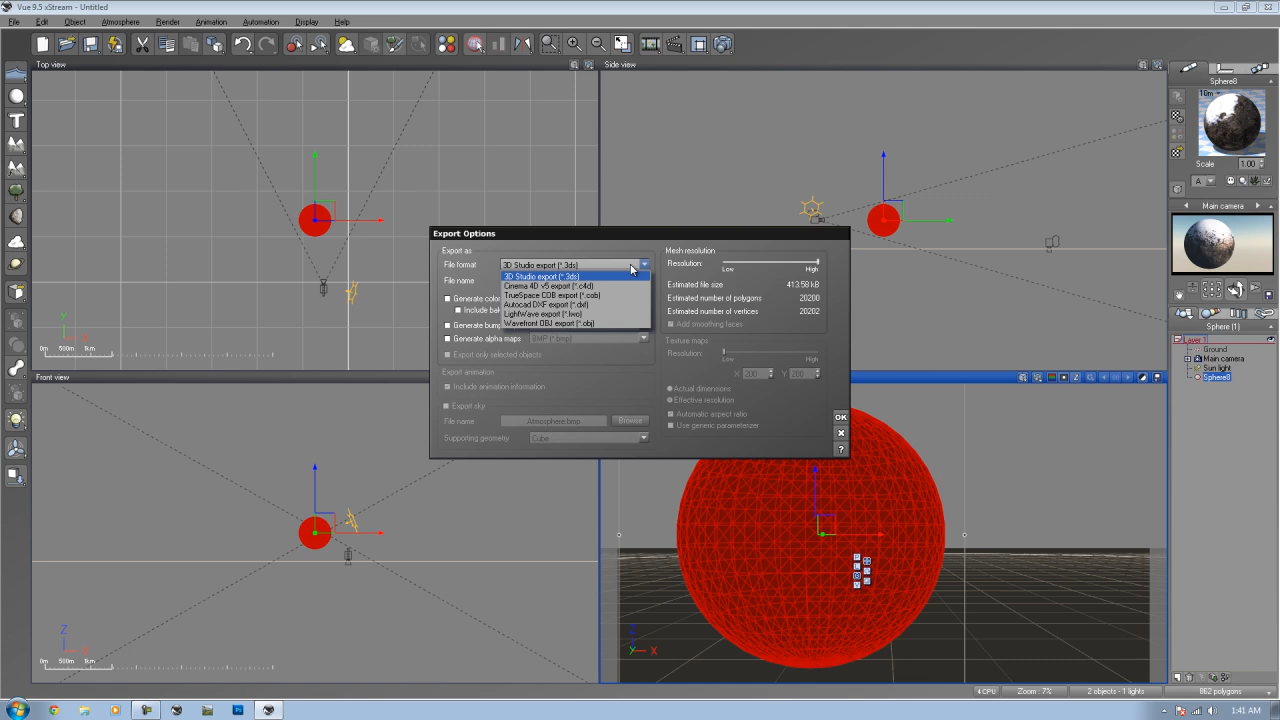 Vue 9.5 xStream - Untitled
File Edit Object Atmosphere Render Animation Automation Display Help
Top view
Side view
Sphere8
10m
Scale 1.00
A
Main camera
Export Options
Export as
File format 3D Studio export (*.3ds)
File name
3D Studio export (*.3ds)
Cinema 4D v5 export (*.c4d)
TrueSpace COB export (*.cob)
Autocad DXF export (*.dxf)
LightWave export (*.lwo)
Wavefront OBJ export (*.obj)
Generate color
Include
Generate bump
Generate alpha maps BMP (*.bmp)
Export only selected objects
Export animation
Include animation information
Export sky
File name Atmosphere.bmp Browse
Supporting geometry Cube
Mesh resolution
Resolution:
Low High
Estimated file size 413.58 kB
Estimated number of polygons 20200
Estimated number of vertices 20202
Add smoothing faces
Texture maps
Resolution:
Low High
X 300 Y
Actual dimensions
Effective resolution
Automatic aspect ratio
Use generic parameterizer
OK
?
Y
0m 500m 1km
Front view
Z
0m 500m 1km
Z
Y X
Sphere (1)
Layer 1
Ground
Main camera
Sun light
Sphere8
4 CPU
Zoom : 7%
2 objects - 1 lights
862 polygons
1:41 AM